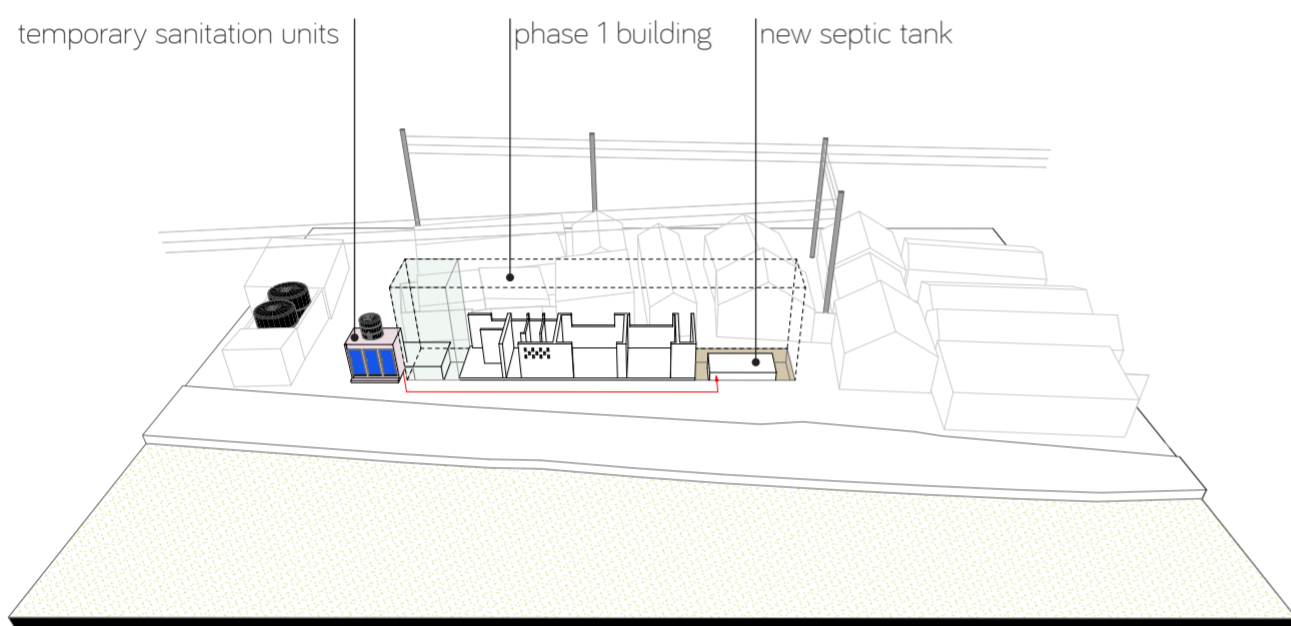 temporary sanitation units
phase 1 building
new septic tank